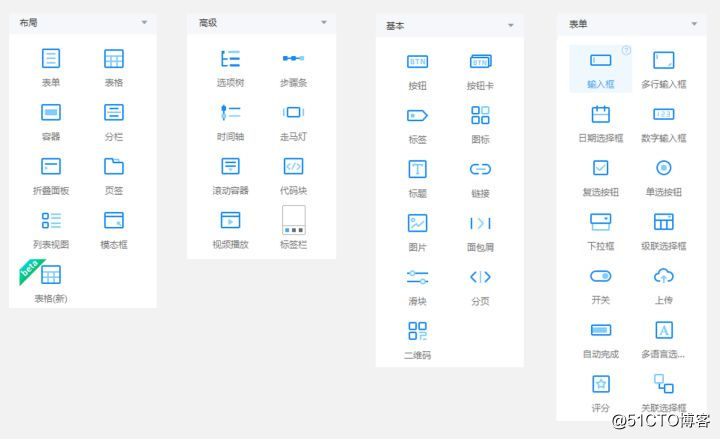 布局
表单 表格
容器 分栏
折叠面板 页签
列表视图 模态框
beta
表格(新)
高级
选项树 步骤条
时间轴 走马灯
滚动容器 代码块
视频播放 标签栏
基本
BTN BTN
按钮 按钮卡
标签 图标
T
标题 链接
图片 面包屑
滑块 分页
二维码
表单
?
输入框 多行输入框
123
日期选择框 数字输入框
复选按钮 单选按钮
下拉框 级联选择框
开关 上传
A
自动完成 多语言选...
评分 关联选择框
@51CTO博客